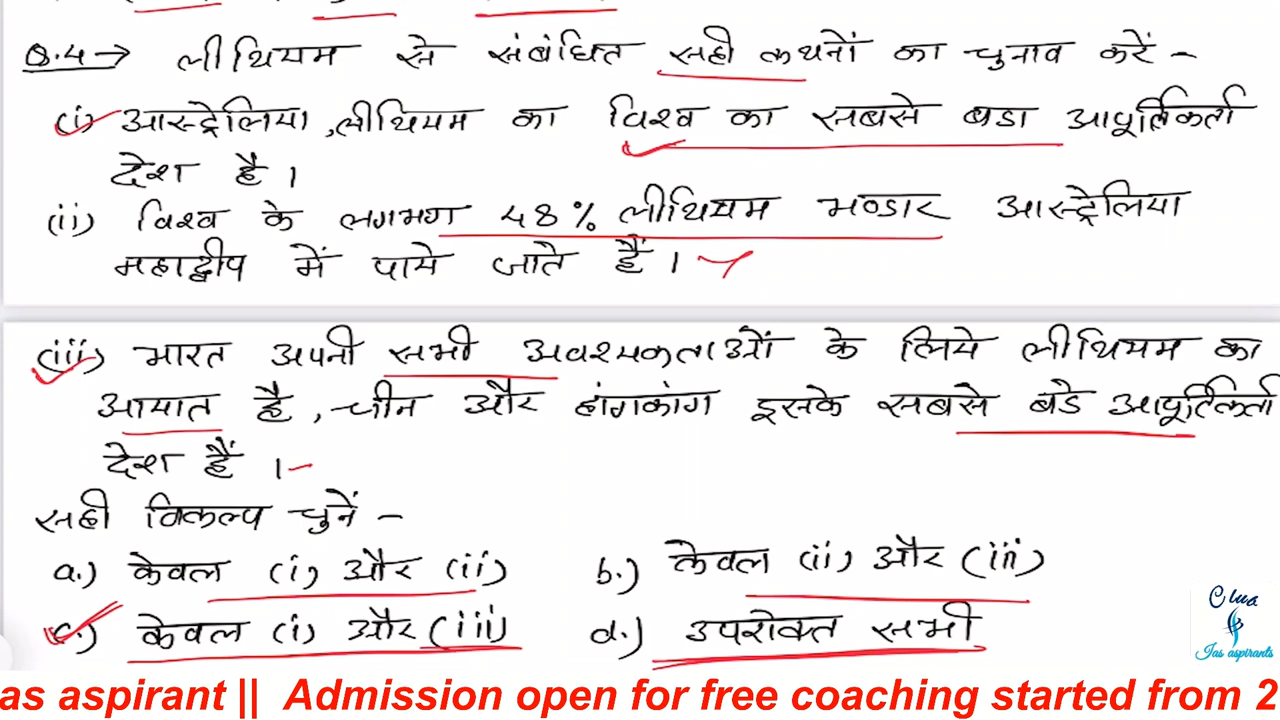 Q.4→ लीथियम से संबंधित सही कथनों का चुनाव करें -
(i) आस्ट्रेलिया, लीथियम का विश्व का सबसे बडा आपूर्तिकर्ता
देश है।
(ii) विश्व के लगभग 48% लीथियम भण्डार आस्ट्रेलिया
महाद्वीप में पाये जाते हैं।
(iii) भारत अपनी सभी अवश्यकताओं के लिये लीथियम का
आयात है, चीन और हांगकांग इसके सबसे बडे आपूर्तिकर्ता
देश हैं ।
सही विकल्प चुनें -
a.) केवल (i) और (ii)
b.) केवल (ii) और (iii)
c.) केवल (i) और (iii)
d.) उपरोक्त सभी
Clua
Ias aspirants
as aspirant || Admission open for free coaching started from 2